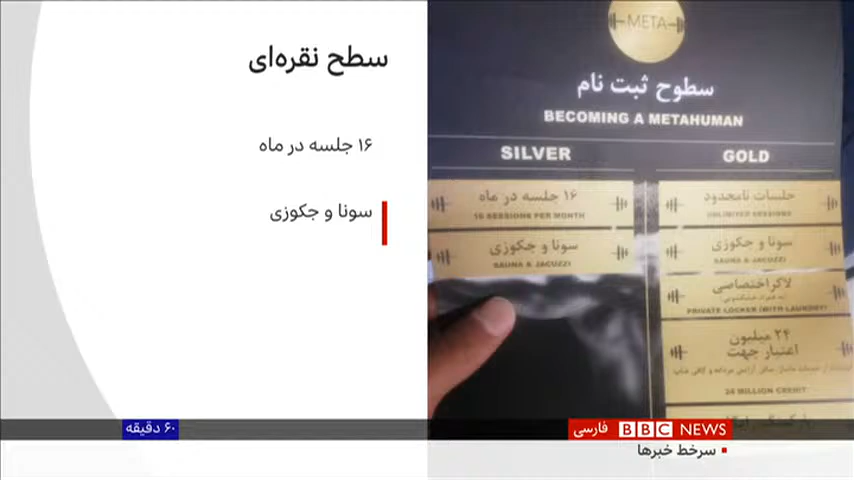 سطح نقره‌ای
۱۶ جلسه در ماه
سونا و جکوزی
META
سطوح ثبت نام
BECOMING A METAHUMAN
SILVER
۱۶ جلسه در ماه
16 SESSIONS PER MONTH
سونا و جکوزی
SAUNA & JACUZZI
GOLD
جلسات نامحدود
UNLIMITED SESSIONS
سونا و جکوزی
SAUNA & JACUZZI
لاکر اختصاصی
PRIVATE LOCKER (WITH LAUNDRY)
۲۴ میلیون
اعتبار جهت
24 MILLION CREDIT
۶۰ دقیقه
BBC NEWS فارسی
سرخط خبرها